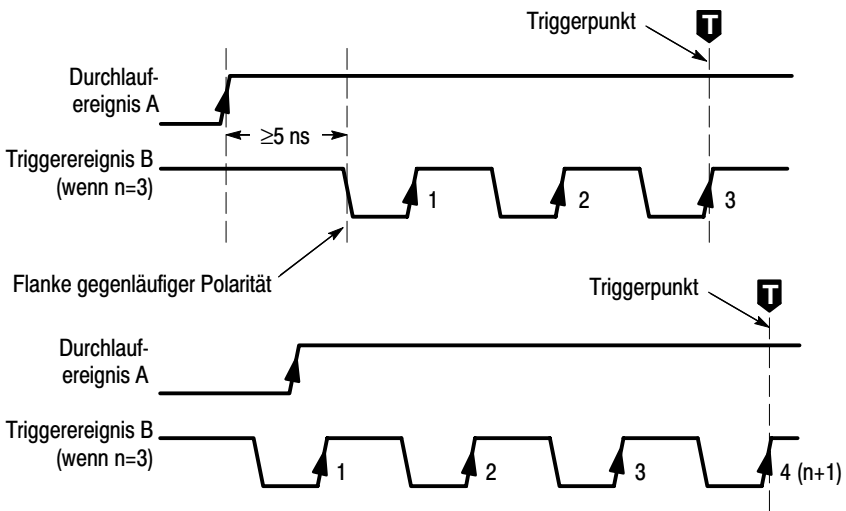 Triggerpunkt
T
Durchlauf-
ereignis A
≥5 ns
Triggerereignis B
(wenn n=3)
1
2
3
Flanke gegenläufiger Polarität
Triggerpunkt
T
Durchlauf-
ereignis A
Triggerereignis B
(wenn n=3)
1
2
3
4 (n+1)